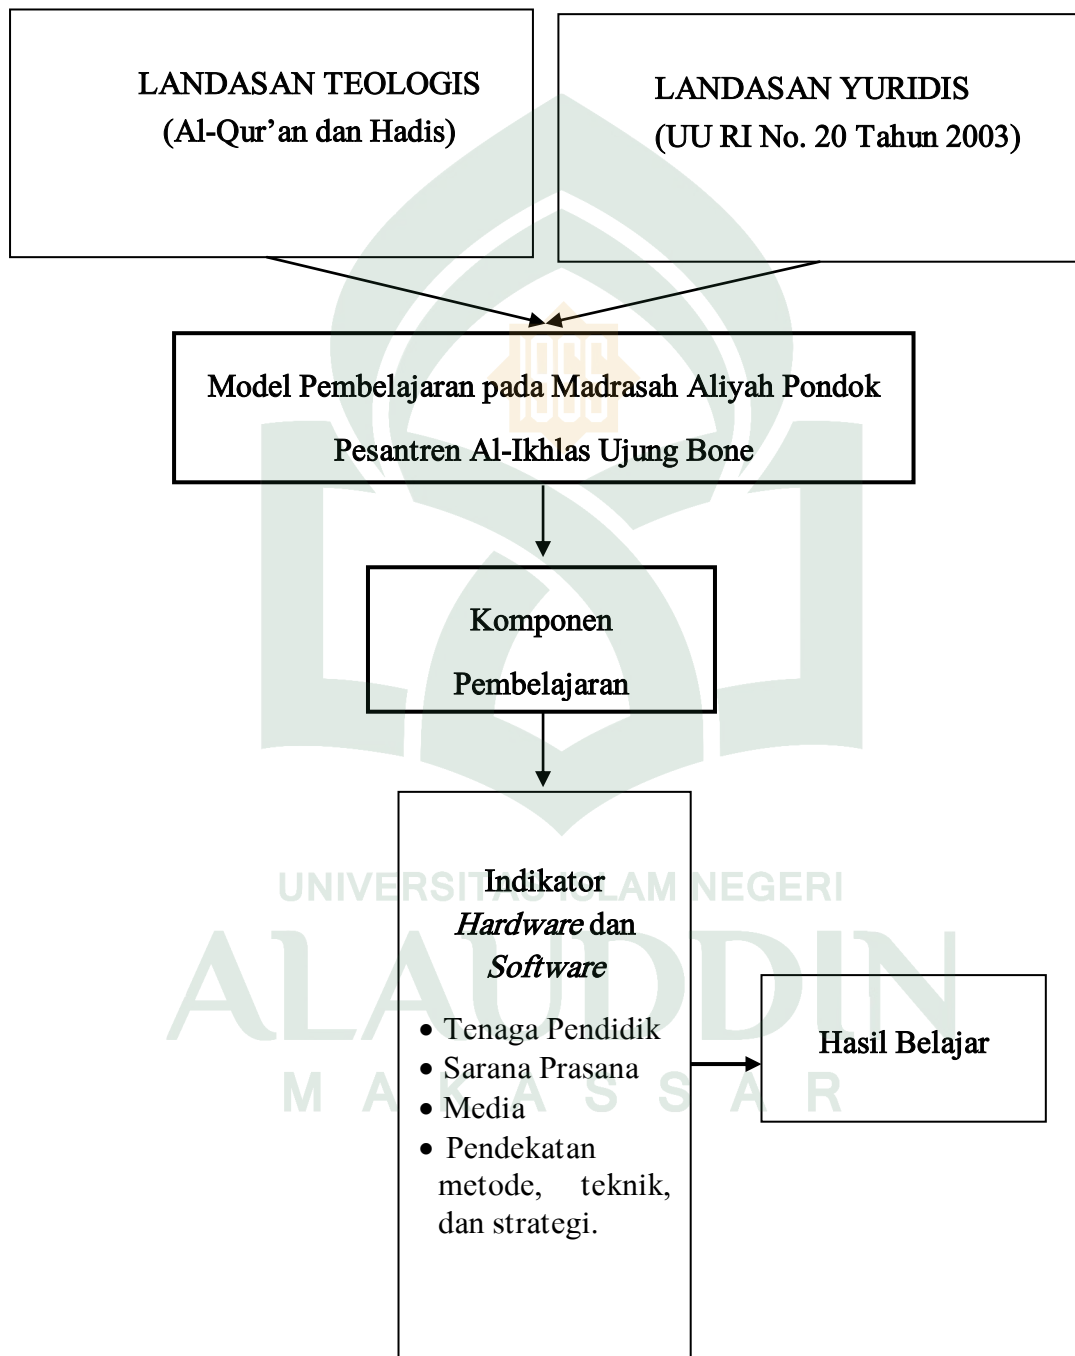 LANDASAN TEOLOGIS
(Al-Qur’an dan Hadis)
LANDASAN YURIDIS
(UU RI No. 20 Tahun 2003)
Model Pembelajaran pada Madrasah Aliyah Pondok
Pesantren Al-Ikhlas Ujung Bone
Komponen
Pembelajaran
Indikator
Hardware dan
Software
• Tenaga Pendidik
• Sarana Prasana
• Media
• Pendekatan
metode, teknik,
dan strategi.
Hasil Belajar
UNIVERSITAS ISLAM NEGERI
ALAUDDIN
MAKASSAR